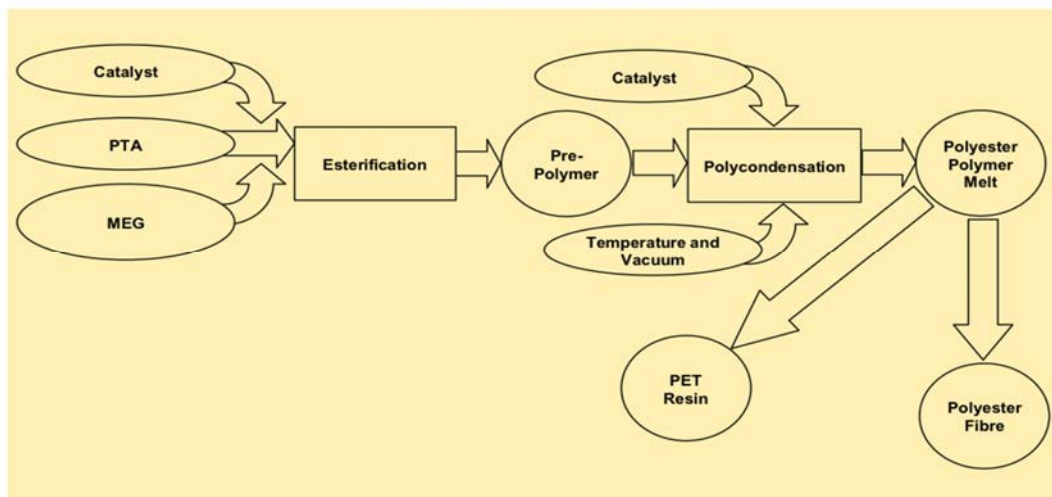 Catalyst
PTA
MEG
Esterification
Pre-
Polymer
Catalyst
Polycondensation
Temperature and
Vacuum
Polyester
Polymer
Melt
PET
Resin
Polyester
Fibre